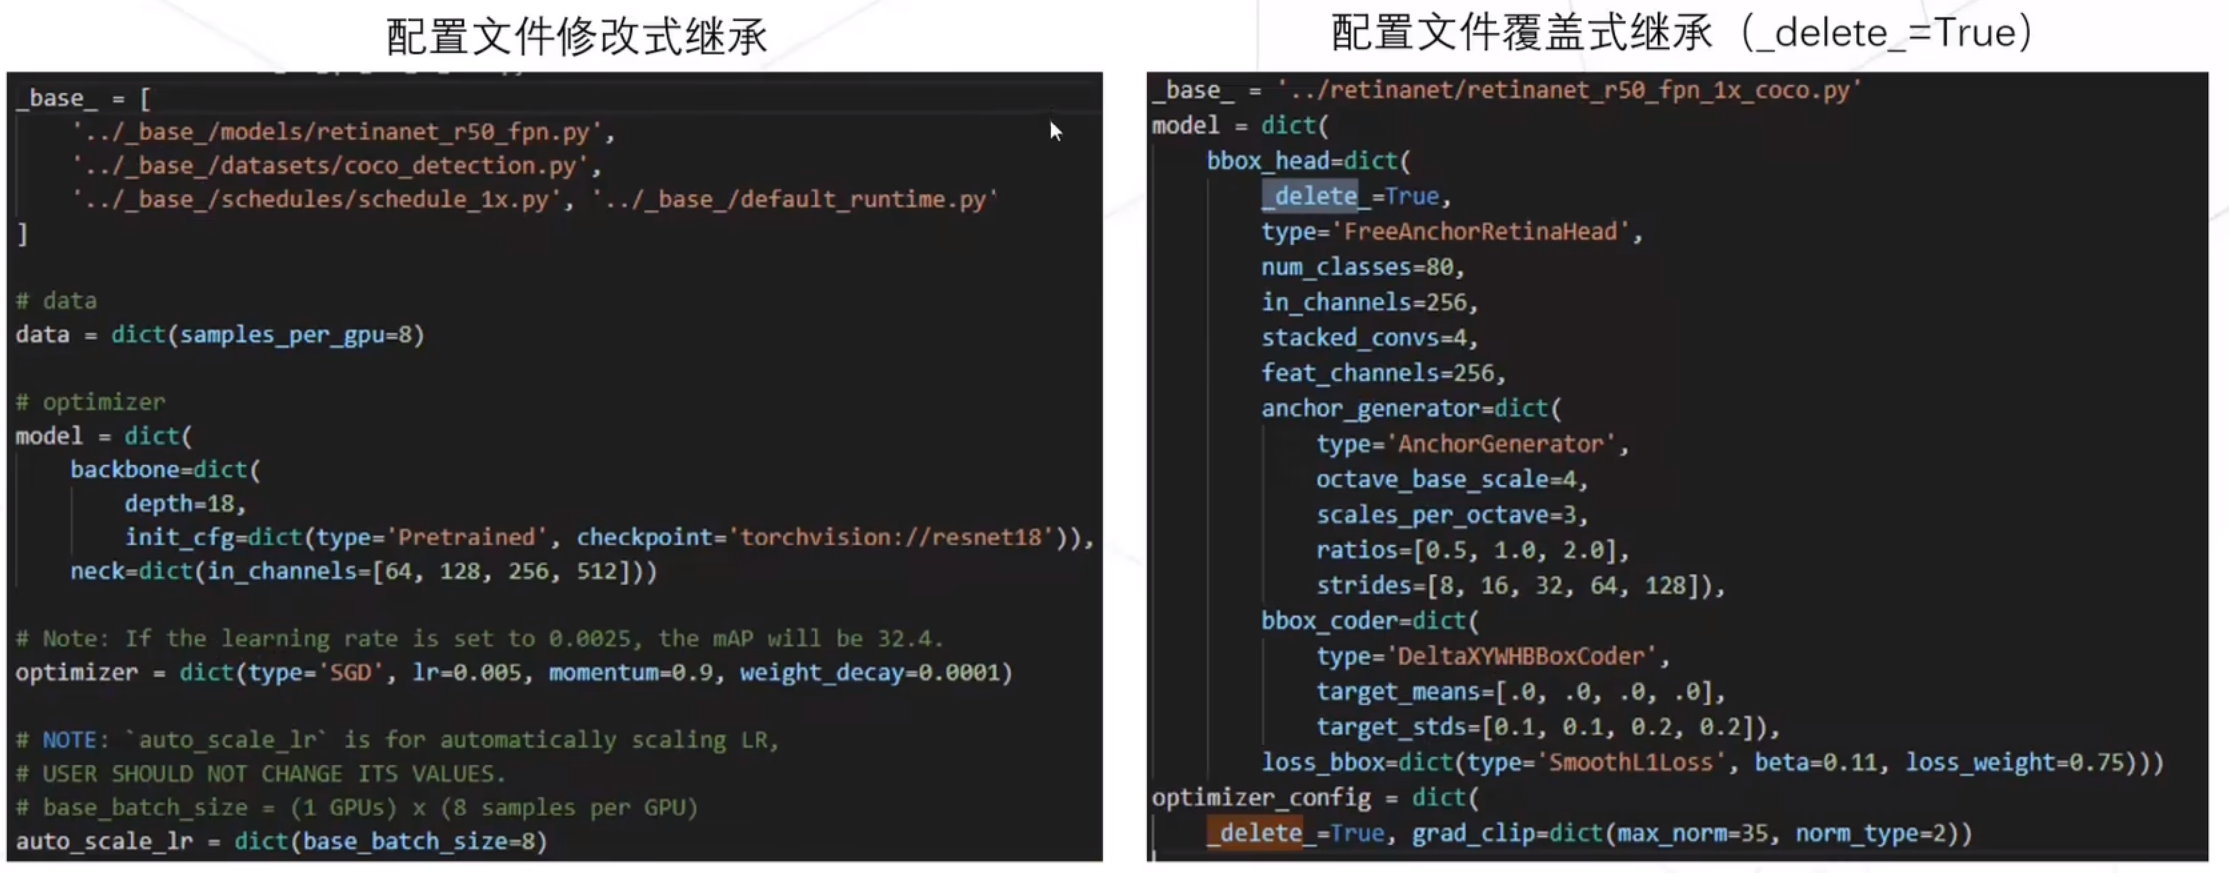 配置文件修改式继承
_base_ = [
    '../_base_/models/retinanet_r50_fpn.py',
    '../_base_/datasets/coco_detection.py',
    '../_base_/schedules/schedule_1x.py', '../_base_/default_runtime.py'
]
# data
data = dict(samples_per_gpu=8)
# optimizer
model = dict(
    backbone=dict(
        depth=18,
        init_cfg=dict(type='Pretrained', checkpoint='torchvision://resnet18')),
    neck=dict(in_channels=[64, 128, 256, 512]))
# Note: If the learning rate is set to 0.0025, the mAP will be 32.4.
optimizer = dict(type='SGD', lr=0.005, momentum=0.9, weight_decay=0.0001)
# NOTE: `auto_scale_lr` is for automatically scaling LR,
# USER SHOULD NOT CHANGE ITS VALUES.
# base_batch_size = (1 GPUs) x (8 samples per GPU)
auto_scale_lr = dict(base_batch_size=8)
配置文件覆盖式继承（_delete_=True）
_base_ = '../retinanet/retinanet_r50_fpn_1x_coco.py'
model = dict(
    bbox_head=dict(
        _delete_=True,
        type='FreeAnchorRetinaHead',
        num_classes=80,
        in_channels=256,
        stacked_convs=4,
        feat_channels=256,
        anchor_generator=dict(
            type='AnchorGenerator',
            octave_base_scale=4,
            scales_per_octave=3,
            ratios=[0.5, 1.0, 2.0],
            strides=[8, 16, 32, 64, 128]),
        bbox_coder=dict(
            type='DeltaXYWHBBoxCoder',
            target_means=[.0, .0, .0, .0],
            target_stds=[0.1, 0.1, 0.2, 0.2]),
        loss_bbox=dict(type='SmoothL1Loss', beta=0.11, loss_weight=0.75)))
optimizer_config = dict(
    _delete_=True, grad_clip=dict(max_norm=35, norm_type=2))